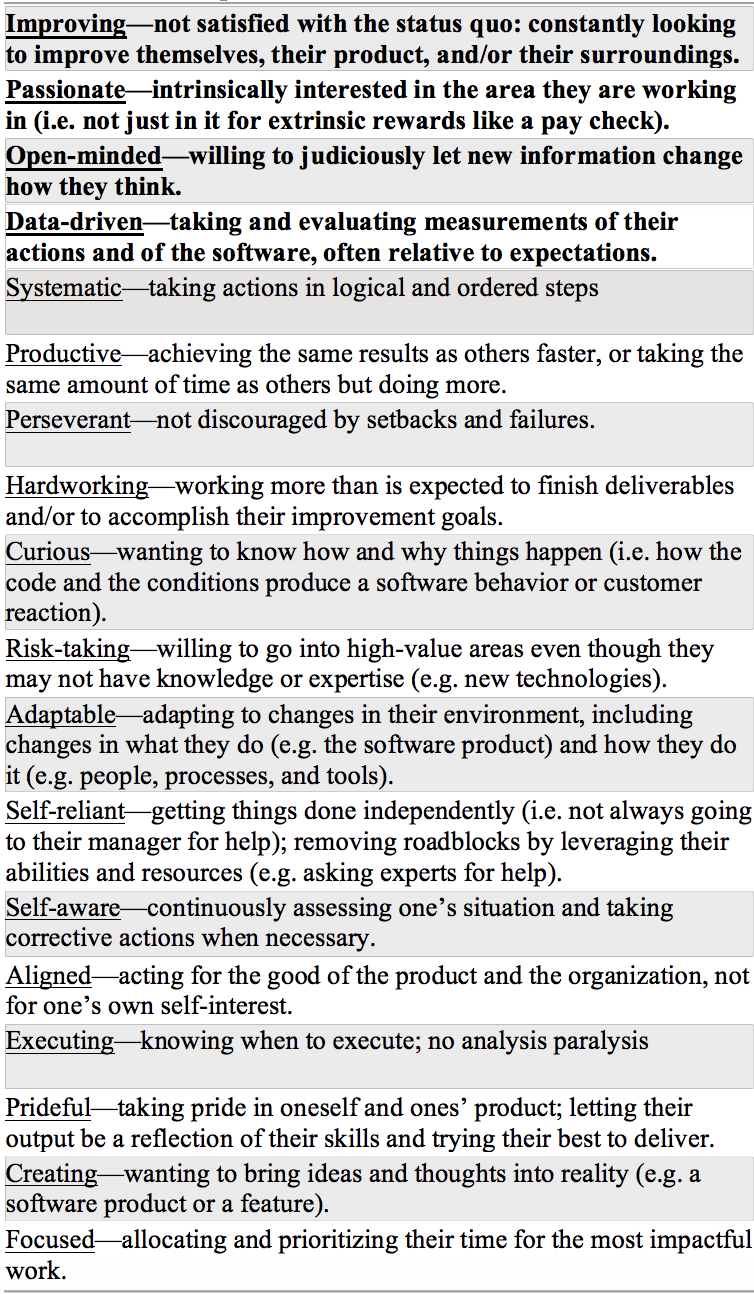 Improving—not satisfied with the status quo: constantly looking
to improve themselves, their product, and/or their surroundings.
Passionate—intrinsically interested in the area they are working
in (i.e. not just in it for extrinsic rewards like a pay check).
Open-minded—willing to judiciously let new information change
how they think.
Data-driven—taking and evaluating measurements of their
actions and of the software, often relative to expectations.
Systematic—taking actions in logical and ordered steps
Productive—achieving the same results as others faster, or taking the
same amount of time as others but doing more.
Perseverant—not discouraged by setbacks and failures.
Hardworking—working more than is expected to finish deliverables
and/or to accomplish their improvement goals.
Curious—wanting to know how and why things happen (i.e. how the
code and the conditions produce a software behavior or customer
reaction).
Risk-taking—willing to go into high-value areas even though they
may not have knowledge or expertise (e.g. new technologies).
Adaptable—adapting to changes in their environment, including
changes in what they do (e.g. the software product) and how they do
it (e.g. people, processes, and tools).
Self-reliant—getting things done independently (i.e. not always going
to their manager for help); removing roadblocks by leveraging their
abilities and resources (e.g. asking experts for help).
Self-aware—continuously assessing one’s situation and taking
corrective actions when necessary.
Aligned—acting for the good of the product and the organization, not
for one’s own self-interest.
Executing—knowing when to execute; no analysis paralysis
Prideful—taking pride in oneself and ones’ product; letting their
output be a reflection of their skills and trying their best to deliver.
Creating—wanting to bring ideas and thoughts into reality (e.g. a
software product or a feature).
Focused—allocating and prioritizing their time for the most impactful
work.